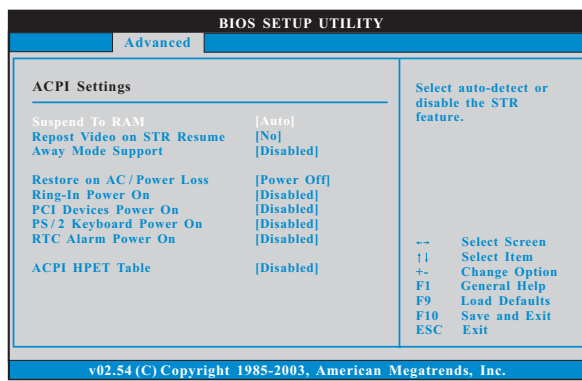 BIOS SETUP UTILITY
Advanced
ACPI Settings
Suspend To RAM [Auto]
Repost Video on STR Resume [No]
Away Mode Support [Disabled]
Restore on AC / Power Loss [Power Off]
Ring-In Power On [Disabled]
PCI Devices Power On [Disabled]
PS / 2 Keyboard Power On [Disabled]
RTC Alarm Power On [Disabled]
ACPI HPET Table [Disabled]
Select auto-detect or
disable the STR
feature.
←→ Select Screen
↑↓ Select Item
+- Change Option
F1 General Help
F9 Load Defaults
F10 Save and Exit
ESC Exit
v02.54 (C) Copyright 1985-2003, American Megatrends, Inc.